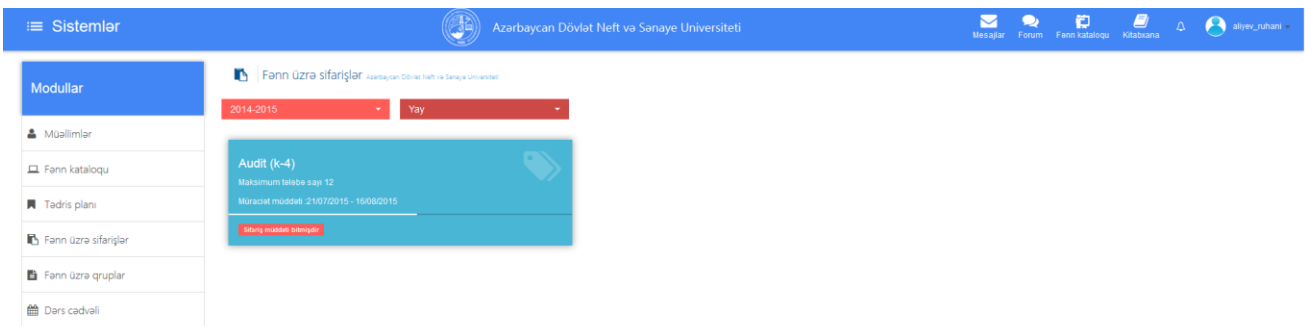 Sistemlər
Azərbaycan Dövlət Neft və Sənaye Universiteti
Mesajlar Forum Fənn kataloqu Kitabxana
aliyev_ruhani
Modullar
Müəllimlər
Fənn kataloqu
Tədris planı
Fənn üzrə sifarişlər
Fənn üzrə qruplar
Dərs cədvəli
Fənn üzrə sifarişlər Azərbaycan Dövlət Neft və Sənaye Universiteti
2014-2015 Yay
Audit (k-4)
Maksimum tələbə sayı 12
Müraciət müddəti :21/07/2015 - 16/08/2015
Sifariş müddəti bitmişdir